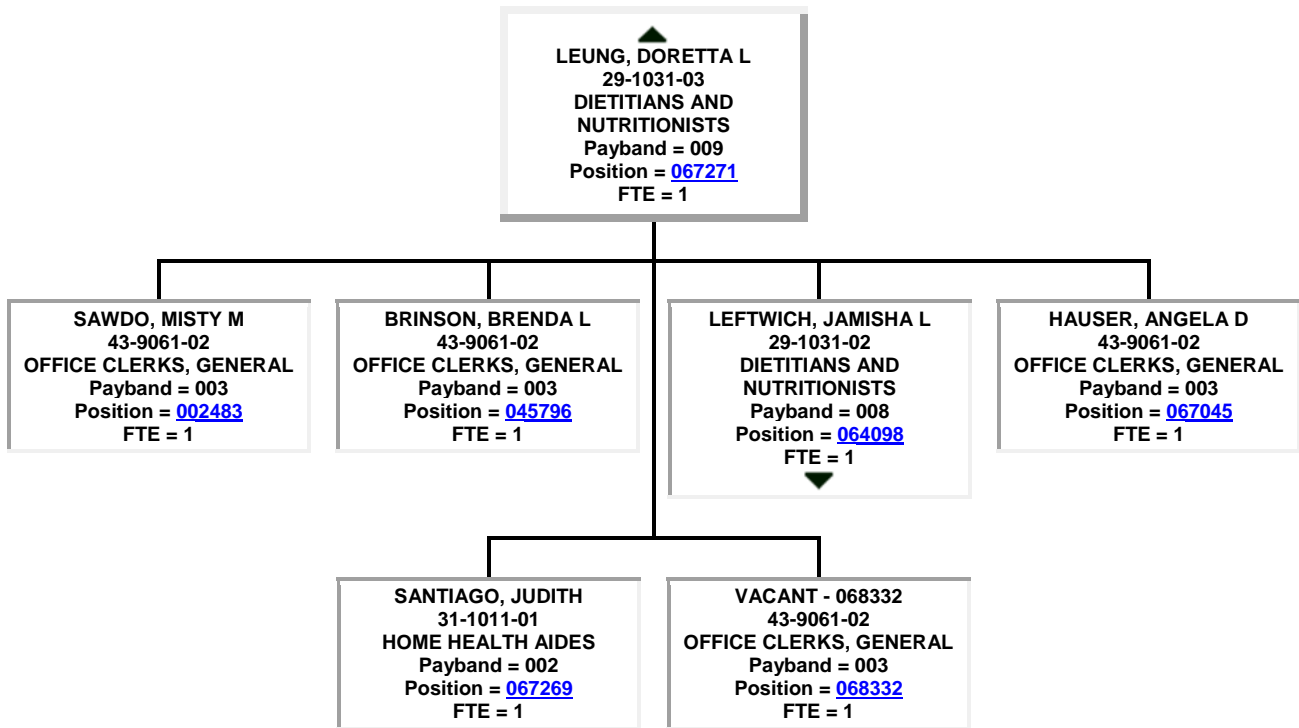 LEUNG, DORETTA L
29-1031-03
DIETITIANS AND
NUTRITIONISTS
Payband = 009
Position = 067271
FTE = 1
SAWDO, MISTY M
43-9061-02
OFFICE CLERKS, GENERAL
Payband = 003
Position = 002483
FTE = 1
BRINSON, BRENDA L
43-9061-02
OFFICE CLERKS, GENERAL
Payband = 003
Position = 045796
FTE = 1
LEFTWICH, JAMISHA L
29-1031-02
DIETITIANS AND
NUTRITIONISTS
Payband = 008
Position = 064098
FTE = 1
HAUSER, ANGELA D
43-9061-02
OFFICE CLERKS, GENERAL
Payband = 003
Position = 067045
FTE = 1
SANTIAGO, JUDITH
31-1011-01
HOME HEALTH AIDES
Payband = 002
Position = 067269
FTE = 1
VACANT - 068332
43-9061-02
OFFICE CLERKS, GENERAL
Payband = 003
Position = 068332
FTE = 1